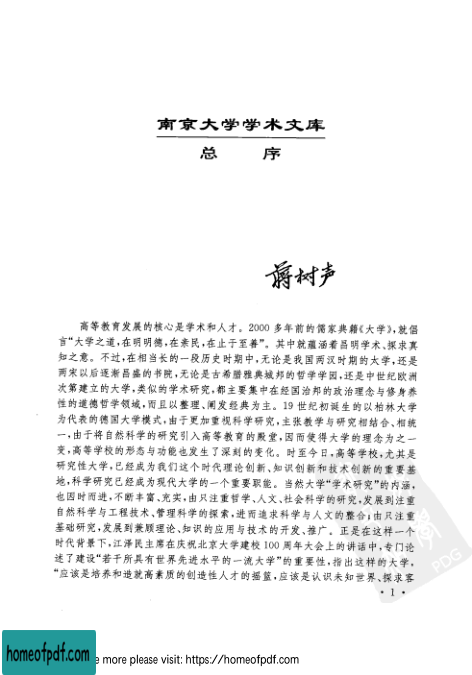 南京大学学术文库
总 序
蒋树声
高等教育发展的核心是学术和人才。2000 多年前的儒家典籍《大学》,就倡
言“大学之道,在明明德,在亲民,在止于至善”。其中就蕴涵着昌明学术、探求真
知之意。不过,在相当长的一段历史时期中,无论是我国两汉时期的太学,还是
两宋以后逐渐昌盛的书院,无论是古希腊雅典城邦的哲学学园,还是中世纪欧洲
次第建立的大学,类似的学术研究,都主要集中在经国治邦的政治理念与修身养
性的道德哲学领域,而且以整理、阐发经典为主。19 世纪初诞生的以柏林大学
为代表的德国大学模式,由于更加重视科学研究,主张教学与研究相结合、相统
一,由于将自然科学的研究引入高等教育的殿堂,因而使得大学的理念为之一
变,高等学校的形态与功能也发生了深刻的变化。时至今日,高等学校,尤其是
研究性大学,已经成为我们这个时代理论创新、知识创新和技术创新的重要基
地,科学研究已经成为现代大学的一个重要职能。当然大学“学术研究”的内涵,
也因时而进,不断丰富、充实,由只注重哲学、人文、社会科学的研究,发展到注重
自然科学与工程技术、管理科学的探索,进而追求科学与人文的整合;由只注重
基础研究,发展到兼顾理论、知识的应用与技术的开发、推广。正是在这样一个
时代背景下,江泽民主席在庆祝北京大学建校 100 周年大会上的讲话中,专门论
述了建设“若干所具有世界先进水平的一流大学”的重要性,指出这样的大学,
“应该是培养和造就高素质的创造性人才的摇篮,应该是认识未知世界、探求客
PDG
· 1 ·
homeofpdf.com
e more please visit: https://homeofpdf.com